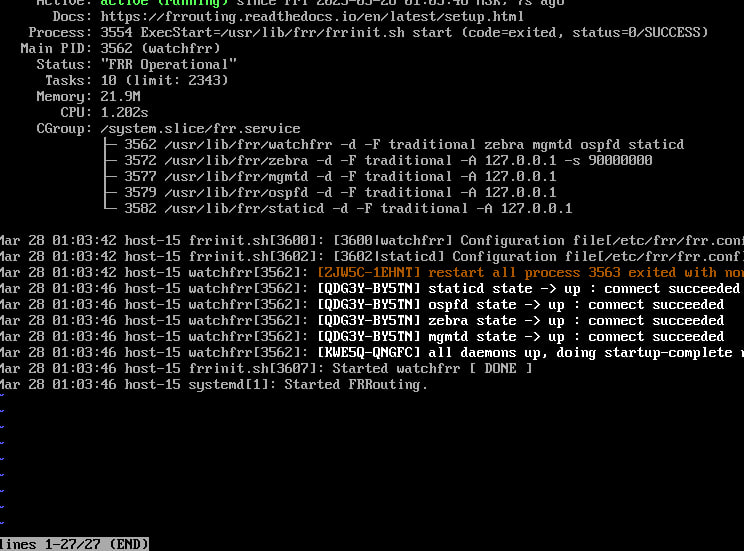 Active: active (running) since Fri 2025-03-28 01:03:46 MSK; 7s ago
Docs: https://frrouting.readthedocs.io/en/latest/setup.html
Process: 3554 ExecStart=/usr/lib/frr/frrinit.sh start (code=exited, status=0/SUCCESS)
Main PID: 3562 (watchfrr)
Status: "FRR Operational"
Tasks: 10 (limit: 2343)
Memory: 21.9M
CPU: 1.202s
CGroup: /system.slice/frr.service
├─ 3562 /usr/lib/frr/watchfrr -d -F traditional zebra mgmtd ospfd staticd
├─ 3572 /usr/lib/frr/zebra -d -F traditional -A 127.0.0.1 -s 90000000
├─ 3577 /usr/lib/frr/mgmtd -d -F traditional -A 127.0.0.1
├─ 3579 /usr/lib/frr/ospfd -d -F traditional -A 127.0.0.1
└─ 3582 /usr/lib/frr/staticd -d -F traditional -A 127.0.0.1
Mar 28 01:03:42 host-15 frrinit.sh[3600]: [3600|watchfrr] Configuration file[/etc/frr/frr.conf
Mar 28 01:03:42 host-15 frrinit.sh[3602]: [3602|staticd] Configuration file[/etc/frr/frr.conf]
Mar 28 01:03:42 host-15 watchfrr[3562]: [ZJW5C-1EHNT] restart all process 3563 exited with non
Mar 28 01:03:46 host-15 watchfrr[3562]: [QDG3Y-BY5TN] staticd state -> up : connect succeeded
Mar 28 01:03:46 host-15 watchfrr[3562]: [QDG3Y-BY5TN] ospfd state -> up : connect succeeded
Mar 28 01:03:46 host-15 watchfrr[3562]: [QDG3Y-BY5TN] zebra state -> up : connect succeeded
Mar 28 01:03:46 host-15 watchfrr[3562]: [QDG3Y-BY5TN] mgmtd state -> up : connect succeeded
Mar 28 01:03:46 host-15 watchfrr[3562]: [KWE5Q-QNGFC] all daemons up, doing startup-complete
Mar 28 01:03:46 host-15 frrinit.sh[3607]: Started watchfrr [ DONE ]
Mar 28 01:03:46 host-15 systemd[1]: Started FRRouting.
~
~
~
~
~
~
~
~
~
lines 1-27/27 (END)